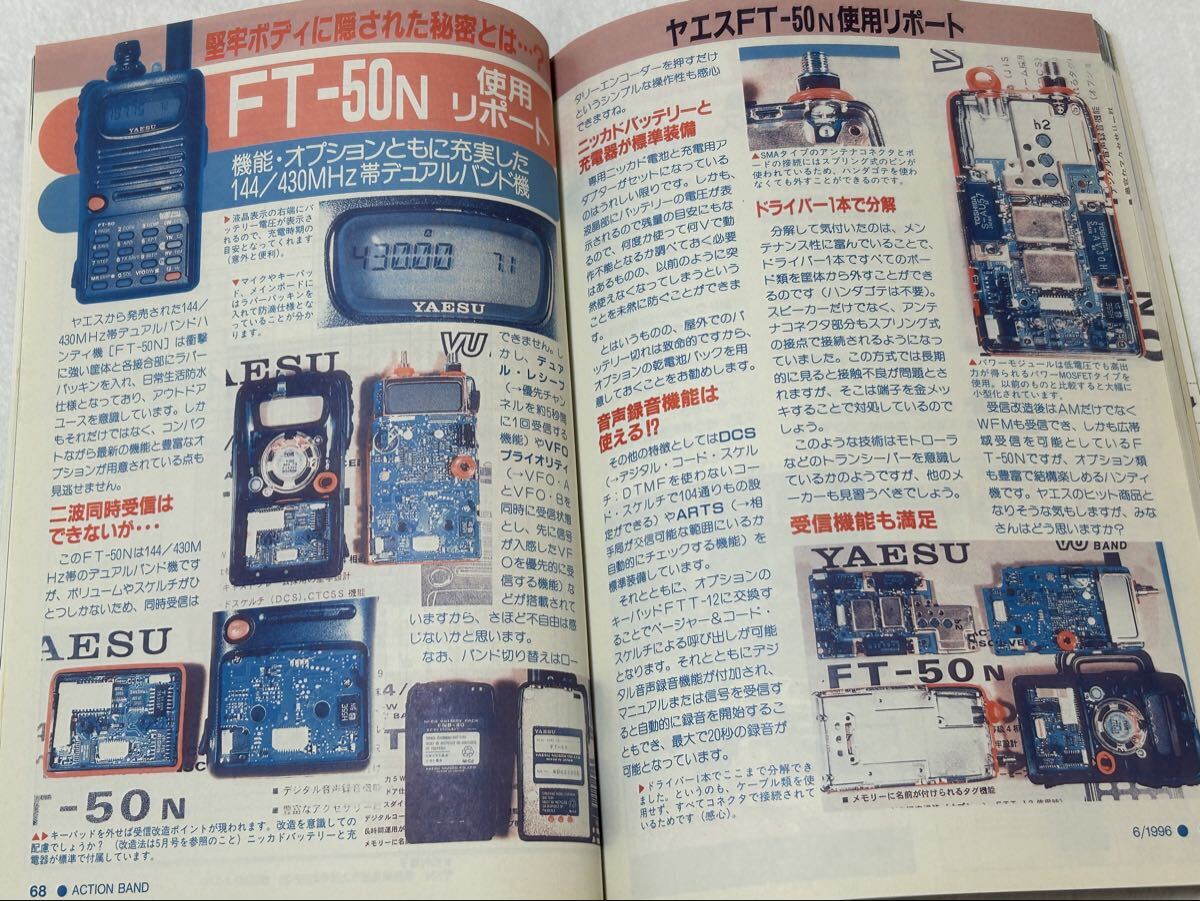 堅牢ボディに隠された秘密とは…?
FT-50N 使用
リポート
機能・オプションともに充実した
144/430MHz帯デュアルバンド機
YAESU
▶液晶表示の右端にバ
ッテリー電圧が表示さ
れるので、充電時期の
目安となってくれます
(意外と便利)。
▼マイクやキーパッ
ド、メインボードに
はラバーパッキンを
入れて防滴仕様とな
っていることが分か
ります。
430.00 7.1
YAESU
ヤエスから発売された144/
430MHz帯デュアルバンドハ
ンディ機[FT-50N]は衝撃
に強い筐体と各接部にラバー
パッキンを入れ、日常生活防水
仕様となっており、アウトドア
ユースを意識しています。しか
もそれだけではなく、コンパク
トながら最新の機能と豊富なオ
プションが用意されている点も
見逃せません。
二波同時受信は
できないが…
このFT-50Nは144/430M
Hz帯のデュアルバンド機です
が、ボリュームやスケルチがひ
とつしかないため、同時受信は
できません。し
かし、デュア
ル・レシーブ
(→優先チャン
ネルを約5秒間
に1回受信する
機能)やVFO
プライオリティ
(→VFO・A
とVFO・Bを
同時に受信状態
とし、先に信号
が入感したVF
Oを優先的に受
信する機能)な
どが搭載されて
いますから、さほど不自由は感
じないかと思います。
なお、バンド切り替えはロー
AESU
VU
ドスケルチ(DCS)、CTCSS機能
AESU
T-50N
■デジタル音声録音機能
▲▶キーパッドを外せば受信改造ポイントが現われます。改造を意識しての
配慮でしょうか?(改造法は5月号を参照のこと)ニッカドバッテリーと充
電器が標準で付属しています。
68 ● ACTION BAND
ヤエスFT-50N使用リポート
タリーエンコーダーを押すだけ
というシンプルな操作性も感心
できますね。
ニッカドバッテリーと
充電器が標準装備
専用ニッカド電池と充電用ア
ダプターがセットになっている
のはうれしい限りです。しかも、
液晶部にバッテリーの電圧が表
示されるので残量の目安にもな
るので、何度か使って何Vで動
作不能となるか調べておく必要
はあるものの、以前のように突
然使えなくなってしまうという
ことを未然に防ぐことができま
す。
とはいうものの、屋外でのバ
ッテリー切れは致命的ですから、
オプションの乾電池パックを用
意しておくことをお勧めします。
音声録音機能は
使える!?
その他の特徴としてはDCS
(→デジタル・コード・スケル
チ:DTMFを使わないコー
ド・スケルチで104通りもの設
定ができる)やARTS(→相
手局が交信可能な範囲にいるか
自動的にチェックする機能)を
標準装備しています。
それとともに、オプションの
キーパッドFTT-12に交換す
ることでページャー&コード・
スケルチによる呼び出しが可能
となります。それとともにデジ
タル音声録音機能が付加され、
マニュアルまたは信号を受信す
ると自動的に録音を開始するこ
ともでき、最大で20秒の録音が
可能となっています。
▶ドライバー1本でここまで分解でき
ました。というのも、ケーブル類を使
用せず、すべてコネクタで接続されて
いるためです(感心)。
▲SMAタイプのアンテナコネクタとボ
ードの接続にはスプリング式のピンが
使われているため、ハンダゴテを使わ
なくても外すことができるのです。
ドライバー1本で分解
分解して気付いたのは、メン
テナンス性に富んでいることで、
ドライバー1本ですべてのボー
ド類を筐体から外すことができ
るのです(ハンダゴテは不要)。
スピーカーだけでなく、アンテ
ナコネクタ部分もスプリング式
の接点で接続されるようになっ
ていました。この方式では長期
的に見ると接触不良が問題とさ
れますが、そこは端子を金メッ
キすることで対処しているので
しょう。
このような技術はモトローラ
などのトランシーバーを意識し
ているかのようですが、他のメ
ーカーも見習うべきでしょう。
受信機能も満足
h2
▲パワーモジュールは低電圧でも高出
力が得られるパワーMOSFETタイプを
使用。以前のものと比較すると大幅に
小型化されています。
受信改造後はAMだけでなく
WFMも受信でき、しかも広帯
域受信を可能としているF
T-50Nですが、オプション類
も豊富で結構楽しめるハンディ
機です。ヤエスのヒット商品と
なりそうな気もしますが、みな
さんはどう思いますか?
YAESU
VU BAND
FT-50N
■メモリーに名前が付けられるタグ機能
6/1996 ●